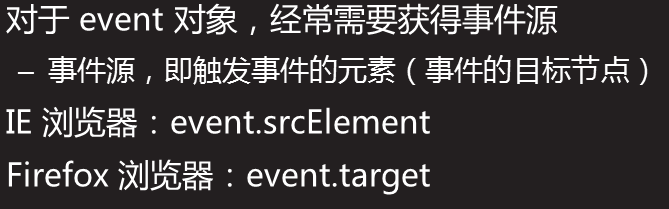 对于 event 对象，经常需要获得事件源
– 事件源，即触发事件的元素（事件的目标节点）
IE 浏览器：event.srcElement
Firefox 浏览器：event.target